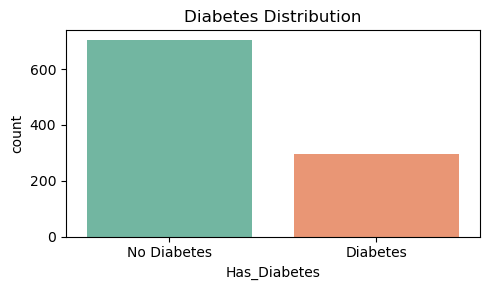 Diabetes Distribution
count
600
400
200
0
No Diabetes
Diabetes
Has_Diabetes